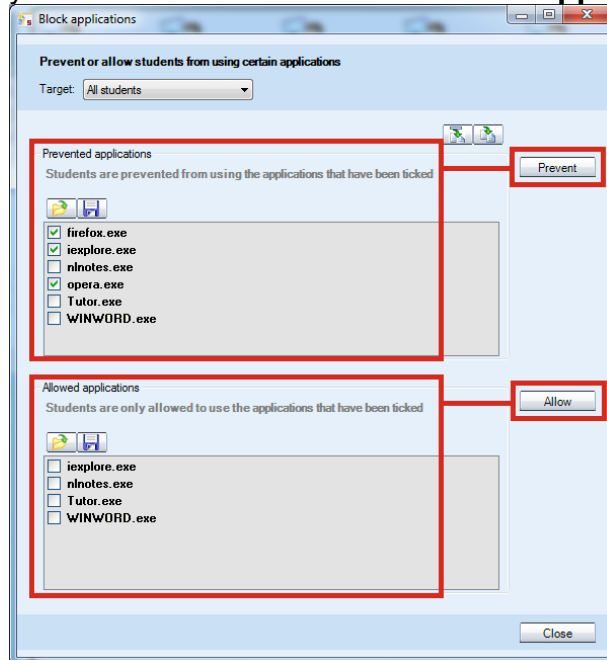 Block applications
Prevent or allow students from using certain applications
Target: All students
Prevented applications
Prevent
Students are prevented from using the applications that have been ticked
firefox.exe
iexplore.exe
nlnotes.exe
opera.exe
Tutor.exe
WINWORD.exe
Allowed applications
Allow
Students are only allowed to use the applications that have been ticked
iexplore.exe
nlnotes.exe
Tutor.exe
WINWORD.exe
Close